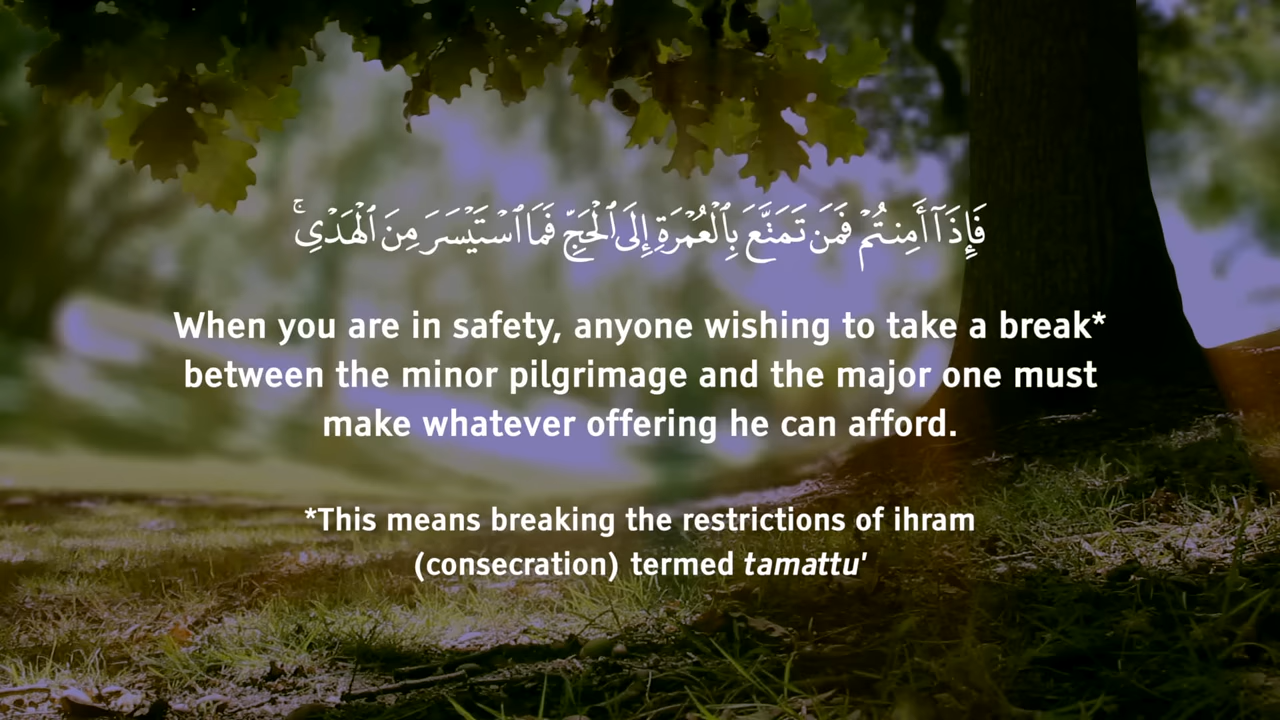 فَإِذَآ أَمِنتُمْ فَمَن تَمَتَّعَ بِٱلْعُمْرَةِ إِلَى ٱلْحَجِّ فَمَا ٱسْتَيْسَرَ مِنَ ٱلْهَدْىِ ۚ
When you are in safety, anyone wishing to take a break*
between the minor pilgrimage and the major one must
make whatever offering he can afford.
*This means breaking the restrictions of ihram
(consecration) termed tamattu'